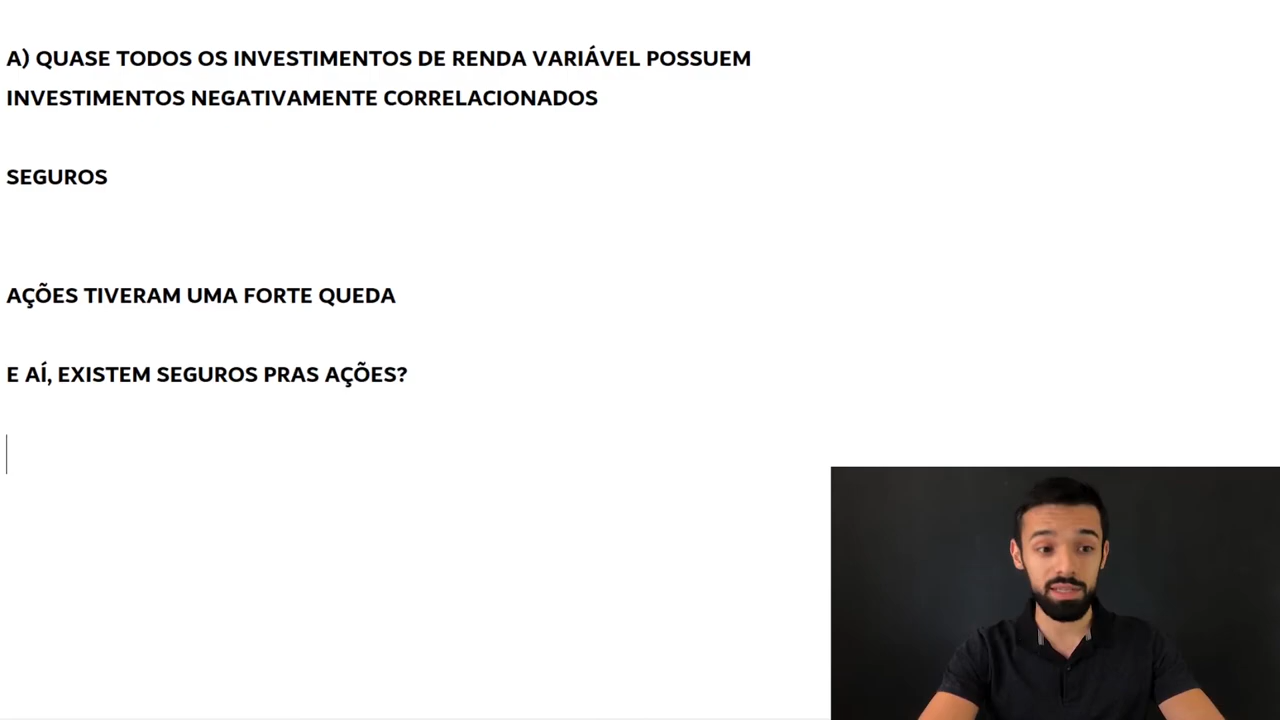 A) QUASE TODOS OS INVESTIMENTOS DE RENDA VARIÁVEL POSSUEM
INVESTIMENTOS NEGATIVAMENTE CORRELACIONADOS
SEGUROS
AÇÕES TIVERAM UMA FORTE QUEDA
E AÍ, EXISTEM SEGUROS PRAS AÇÕES?